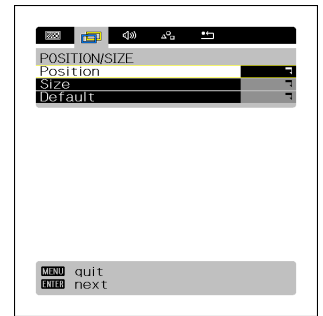 POSITION/SIZE
Position
Size
Default
MENU quit
ENTER next